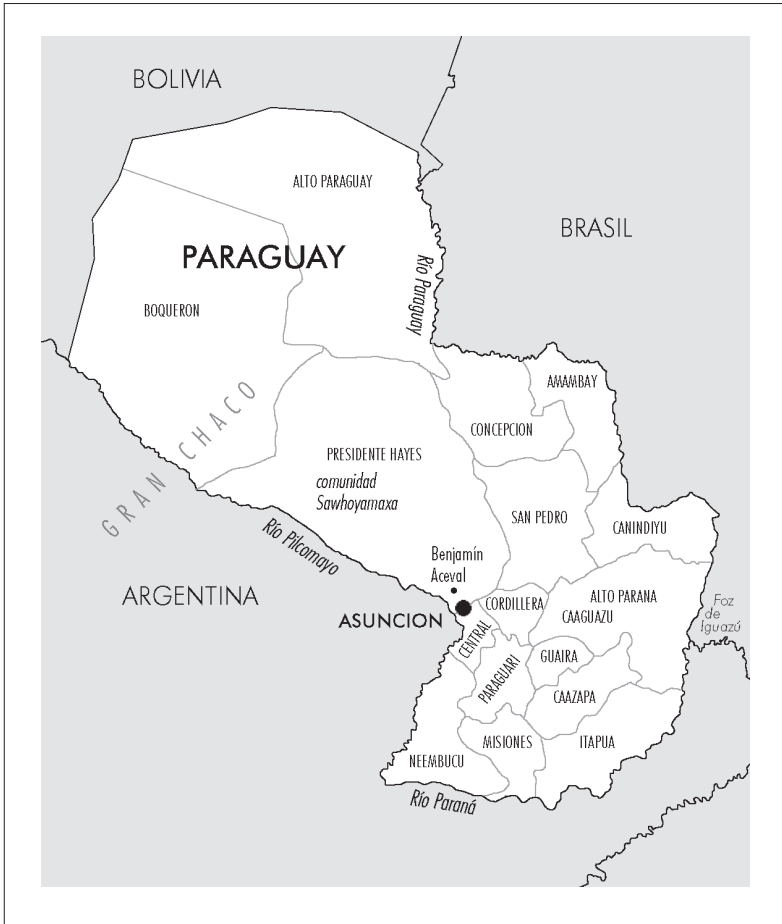 BOLIVIA
ALTO PARAGUAY
BRASIL
PARAGUAY
Río Paraguay
BOQUERON
AMAMBAY
GRAN CHACO
CONCEPCION
PRESIDENTE HAYES
comunidad
Sawhoyamaxa
SAN PEDRO
CANINDIYU
Río Pilcomayo
Benjamín
Aceval
ARGENTINA
CORDILLERA
ALTO PARANA
CAAGUAZU
Foz
de
Iguazú
ASUNCION
CENTRAL
GUAIRA
PARAGUARI
CAAZAPA
MISIONES
ITAPUA
NEEMBUCU
Río Paraná